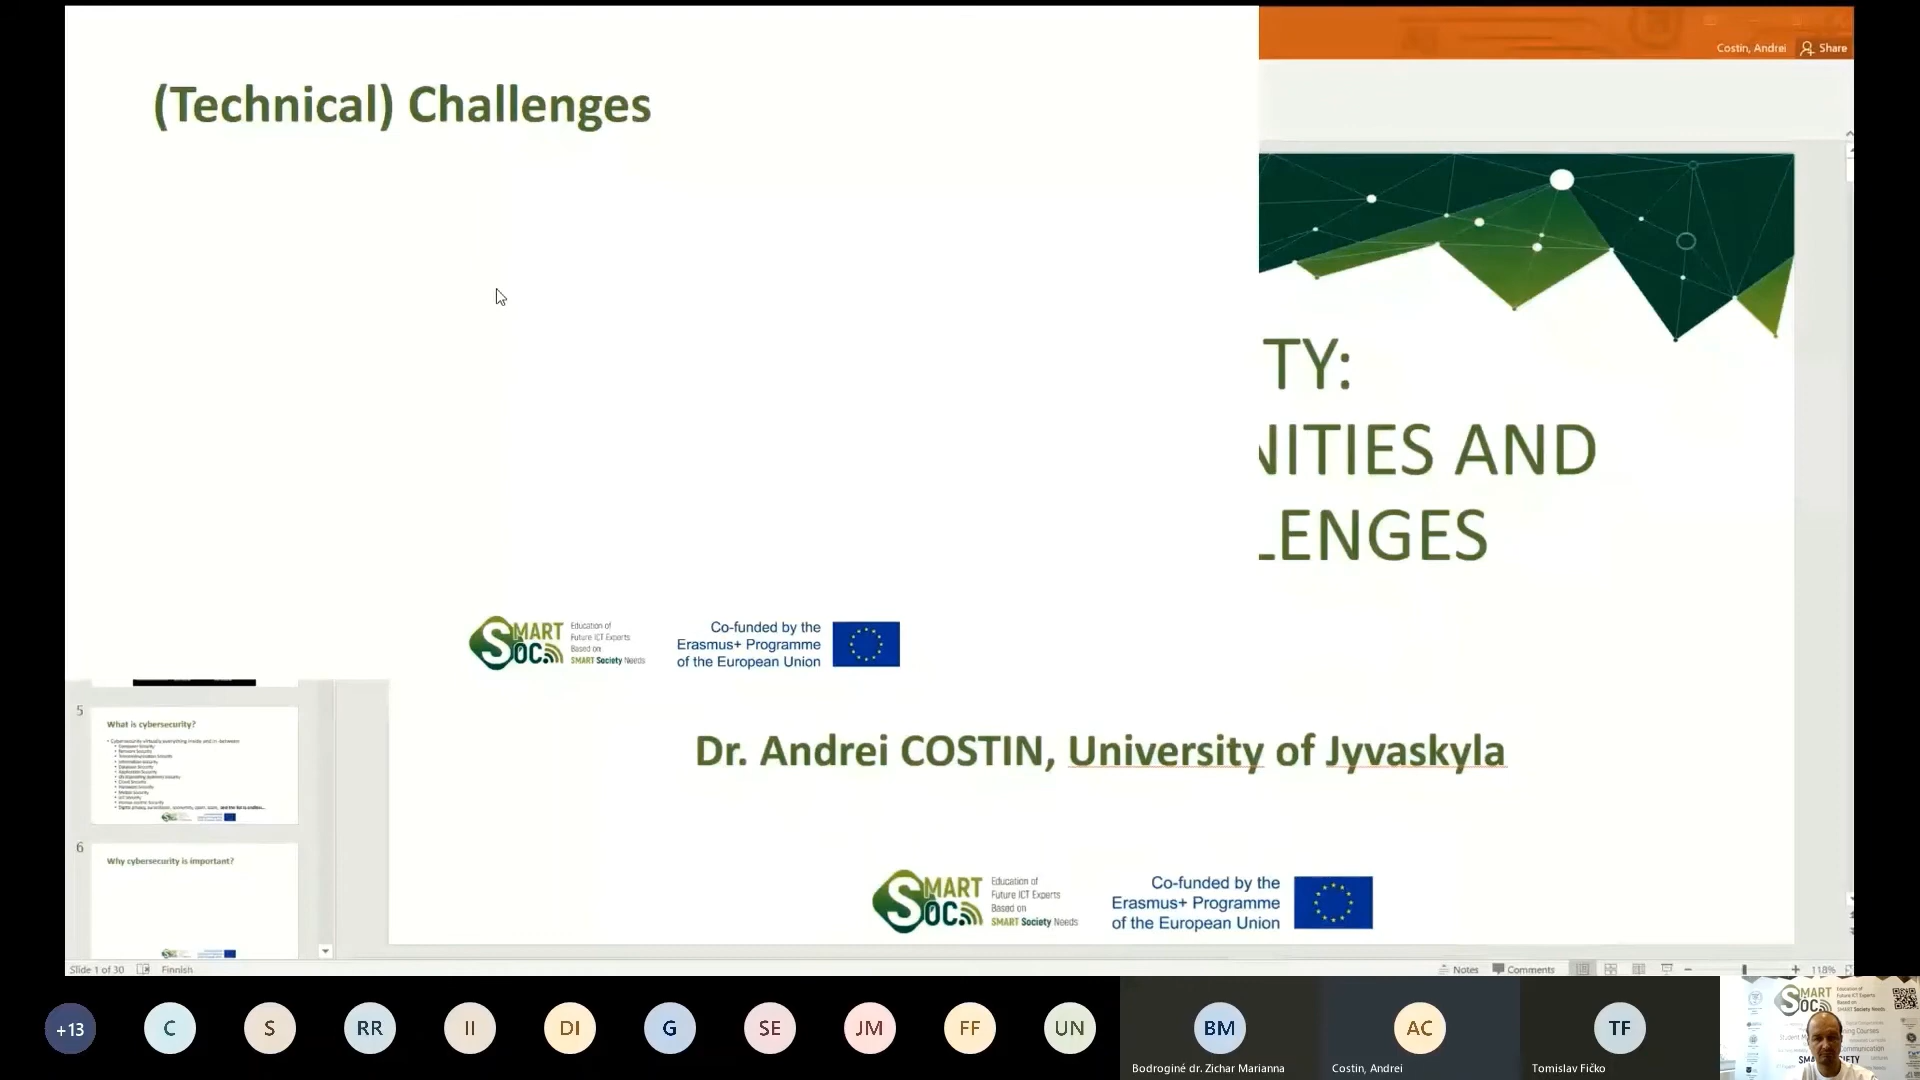 (Technical) Challenges
Costin, Andrei
Share
TY:
NITIES AND
LENGES
SMART
SOC
Education of
Future ICT Experts
Based on
SMART Society Needs
Co-funded by the
Erasmus+ Programme
of the European Union
5
What is cybersecurity?
6
Why cybersecurity is important?
Dr. Andrei COSTIN, University of Jyvaskyla
SMART
SOC
Education of
Future ICT Experts
Based on
SMART Society Needs
Co-funded by the
Erasmus+ Programme
of the European Union
Slide 1 of 30
Finnish
Notes
Comments
118%
+13
C
S
RR
II
DI
G
SE
JM
FF
UN
BM
Bodroginé dr. Zichar Marianna
AC
Costin, Andrei
TF
Tomislav Fičko